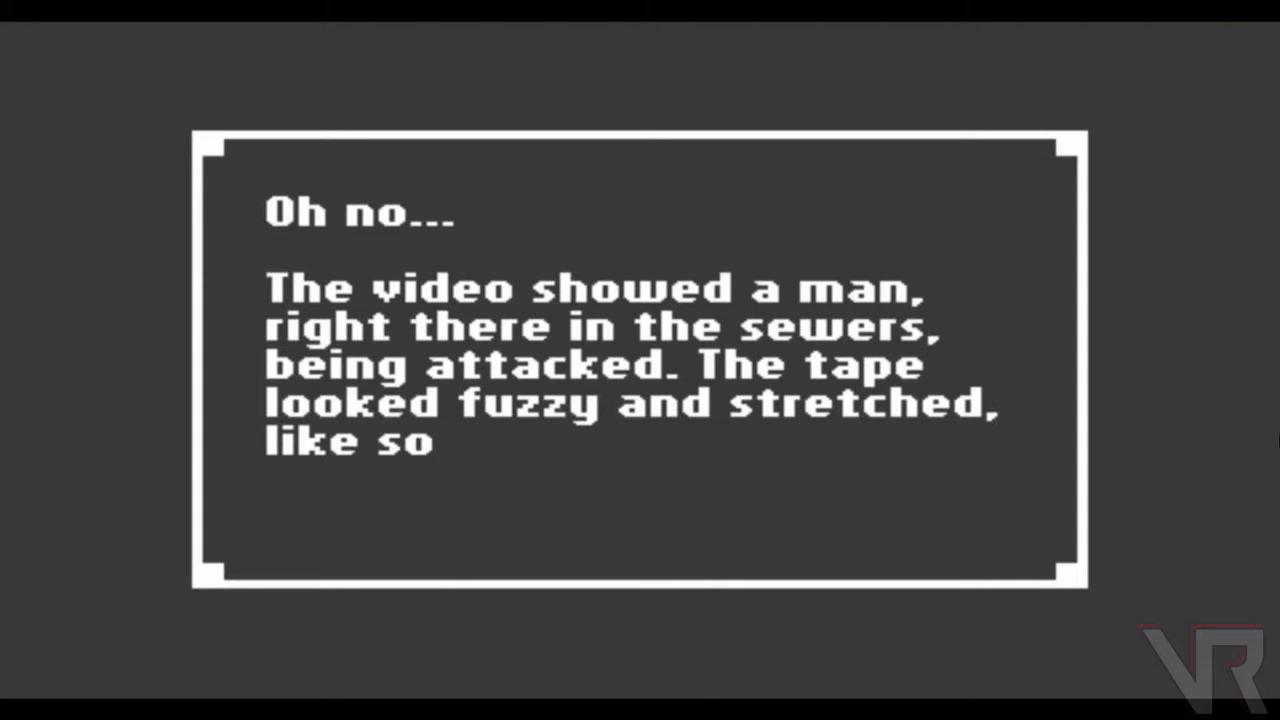 Oh no...
The video showed a man,
right there in the sewers,
being attacked. The tape
looked fuzzy and stretched,
like so
VR